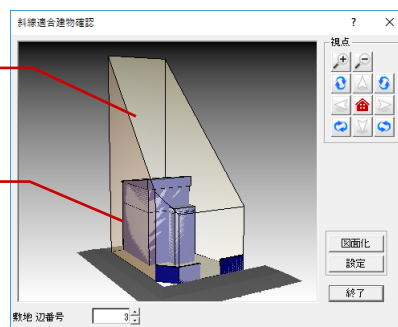 斜線適合建物確認
視点
図面化
設定
終了
敷地 辺番号 3